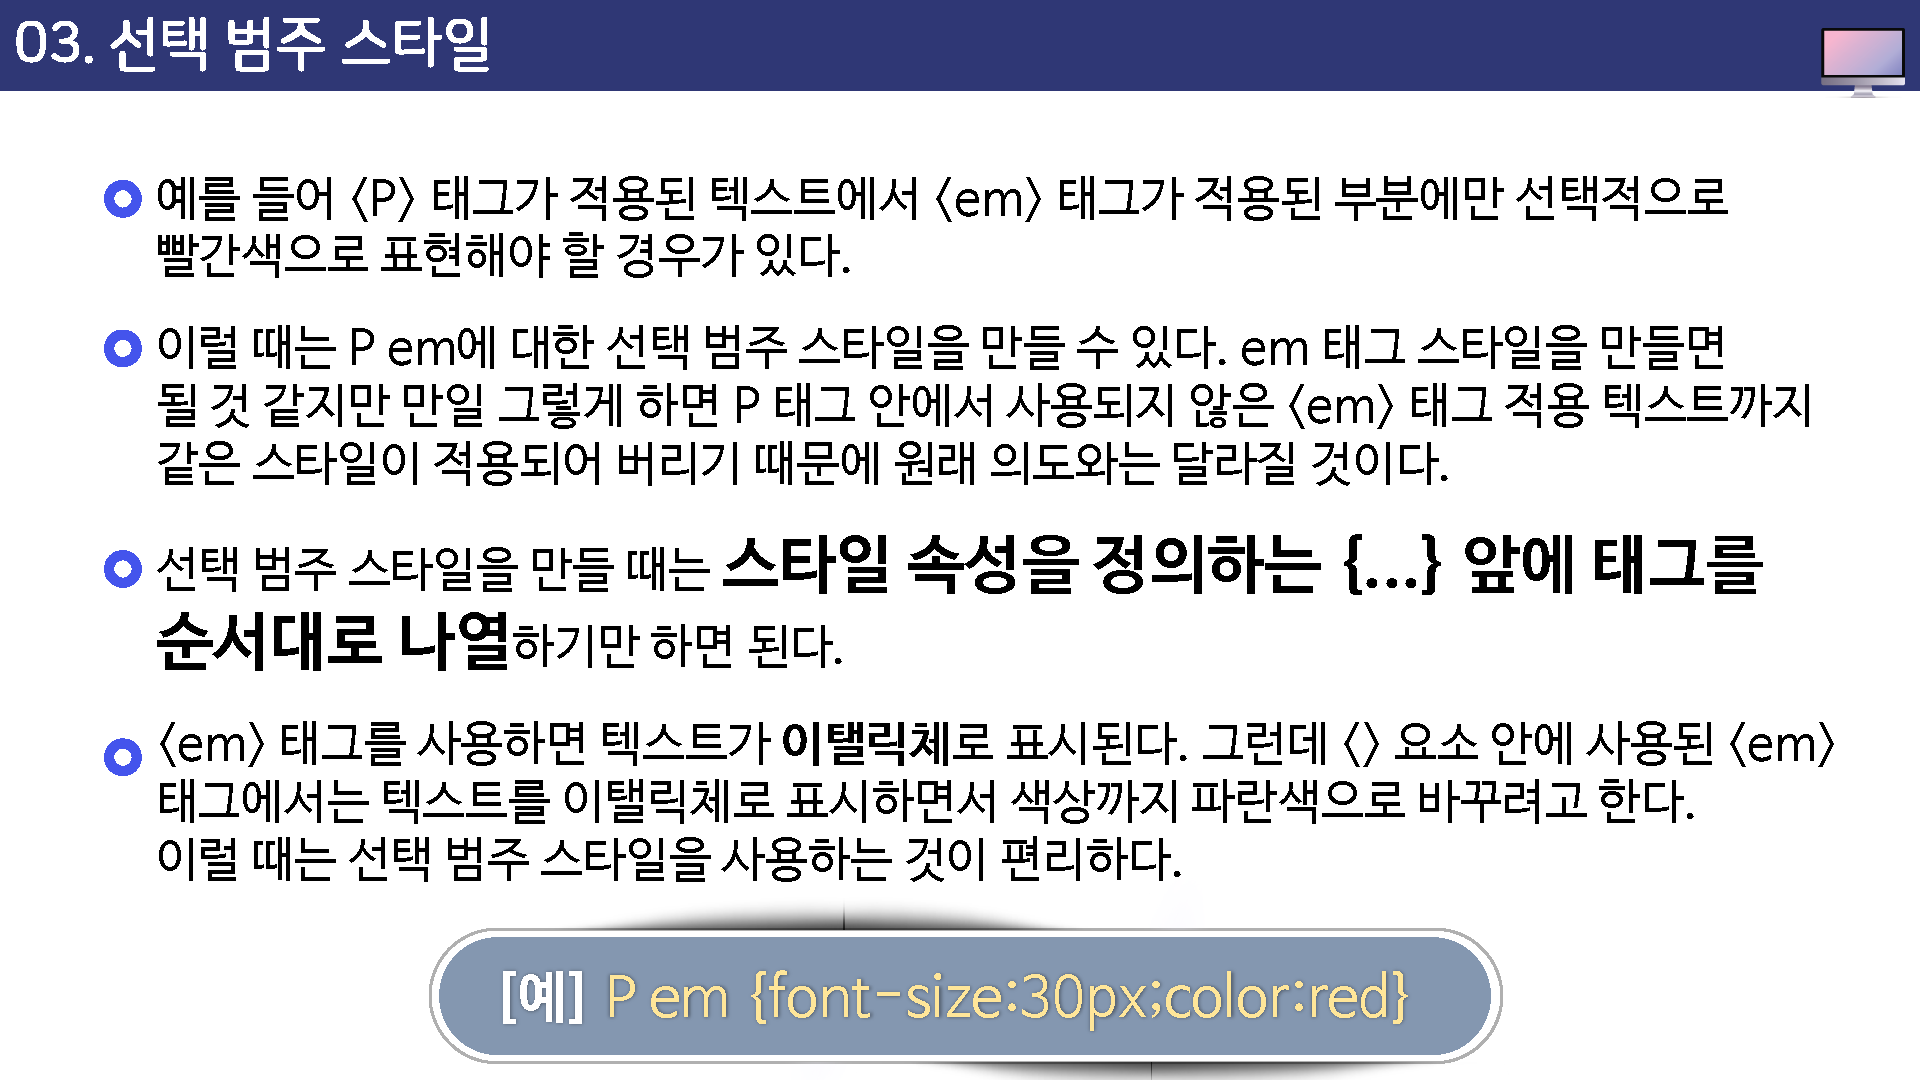 03. 선택 범주 스타일
예를 들어 <P> 태그가 적용된 텍스트에서 <em> 태그가 적용된 부분에만 선택적으로
빨간색으로 표현해야 할 경우가 있다.
이럴 때는 P em에 대한 선택 범주 스타일을 만들 수 있다. em 태그 스타일을 만들면
될 것 같지만 만일 그렇게 하면 P 태그 안에서 사용되지 않은 <em> 태그 적용 텍스트까지
같은 스타일이 적용되어 버리기 때문에 원래 의도와는 달라질 것이다.
선택 범주 스타일을 만들 때는 스타일 속성을 정의하는 {...} 앞에 태그를
순서대로 나열하기만 하면 된다.
<em> 태그를 사용하면 텍스트가 이탤릭체로 표시된다. 그런데 <> 요소 안에 사용된 <em>
태그에서는 텍스트를 이탤릭체로 표시하면서 색상까지 파란색으로 바꾸려고 한다.
이럴 때는 선택 범주 스타일을 사용하는 것이 편리하다.
[예] P em {font-size:30px;color:red}